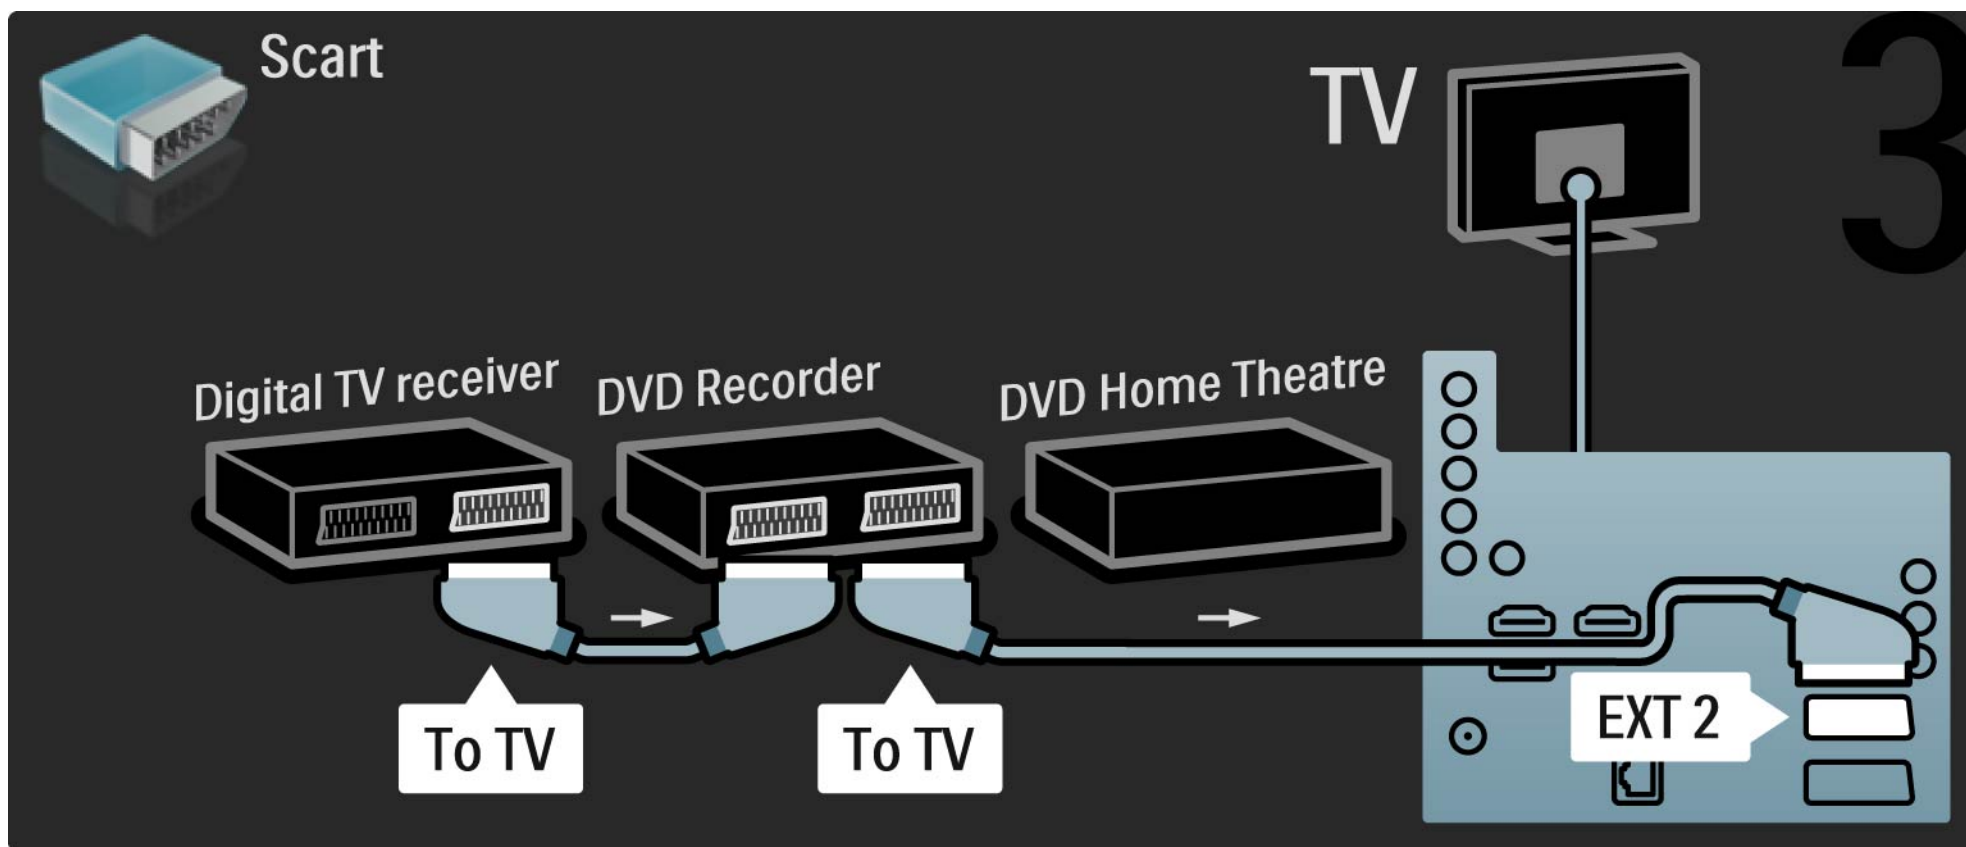 Scart
TV
3
Digital TV receiver
DVD Recorder
DVD Home Theatre
To TV
To TV
EXT 2